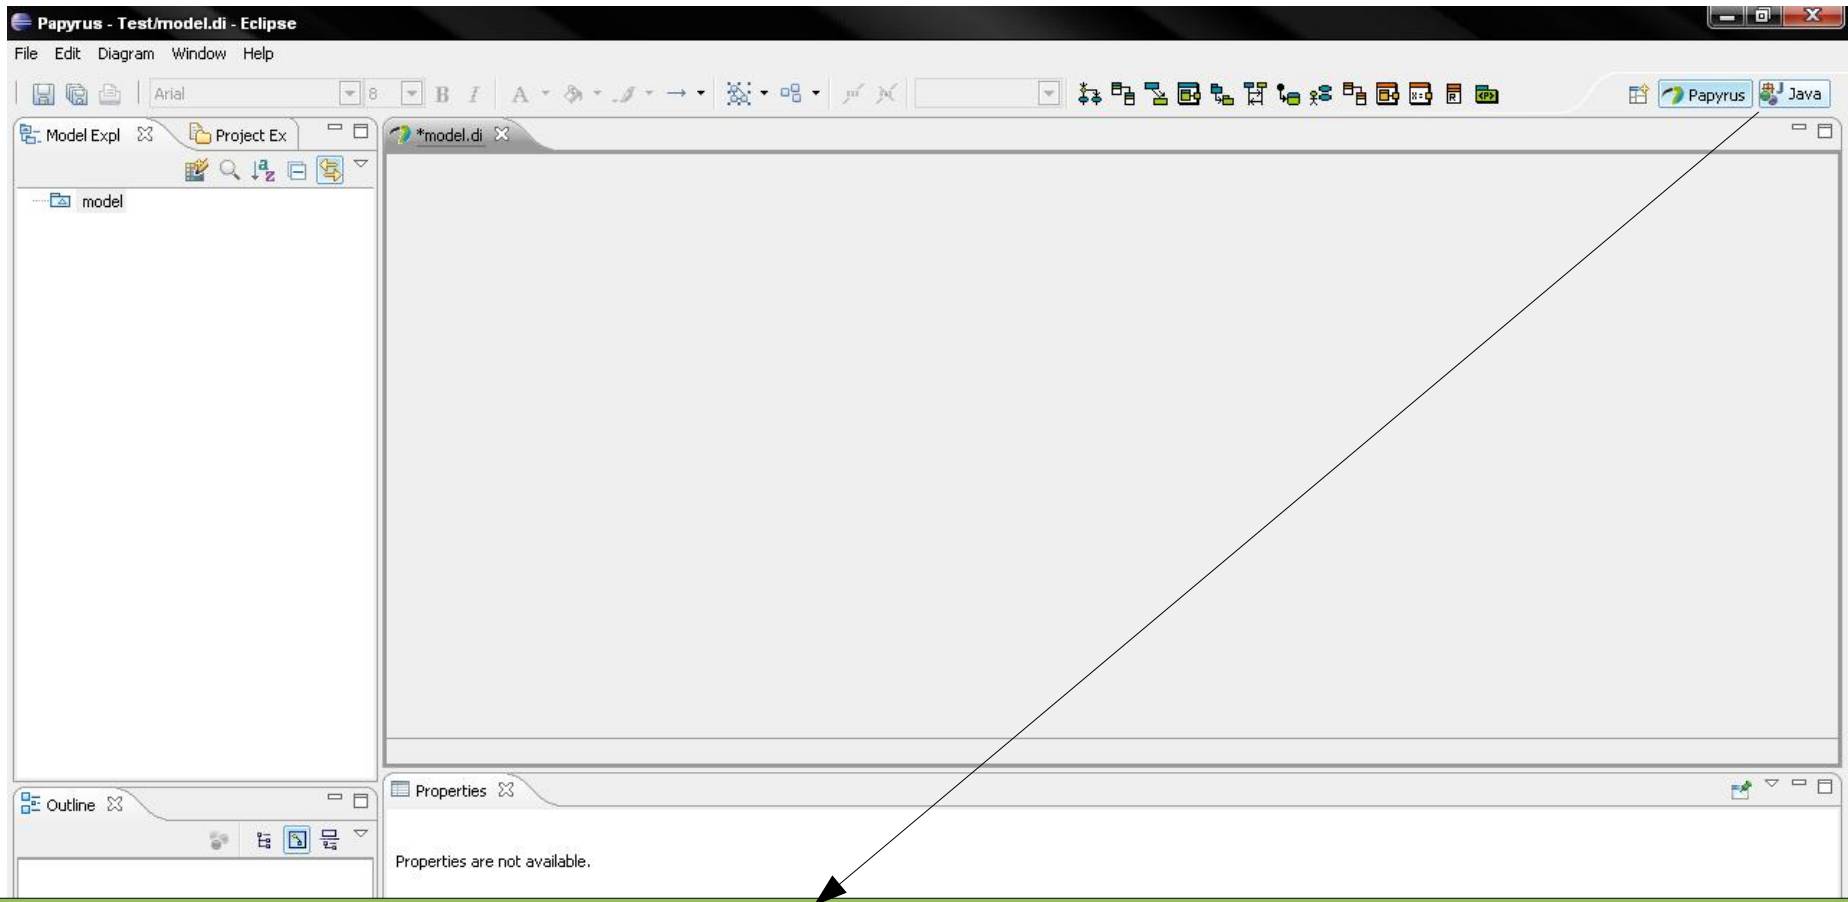 Papyrus - Test/model.di - Eclipse
File Edit Diagram Window Help
Arial 8 B I A Papyrus Java
Model Expl Project Ex *model.di
model
Properties
Outline
Properties are not available.